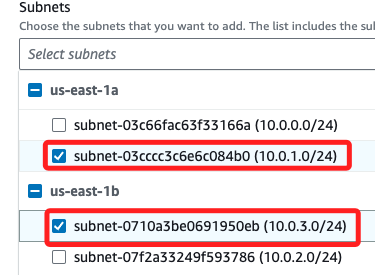 Subnets
Choose the subnets that you want to add. The list includes the sub
Select subnets
us-east-1a
subnet-03c66fac63f33166a (10.0.0.0/24)
subnet-03cccc3c6e6c084b0 (10.0.1.0/24)
us-east-1b
subnet-0710a3be0691950eb (10.0.3.0/24)
subnet-07f2a33249f593786 (10.0.2.0/24)